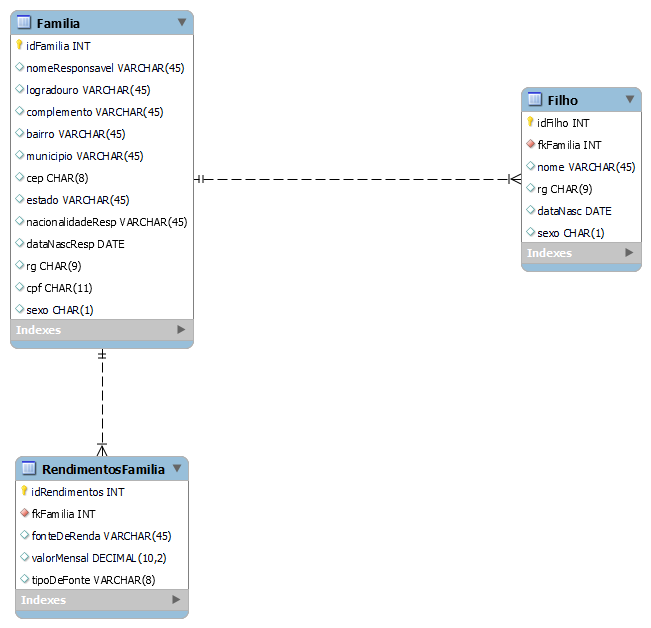 Familia
idFamilia INT
nomeResponsavel VARCHAR(45)
logradouro VARCHAR(45)
complemento VARCHAR(45)
bairro VARCHAR(45)
municipio VARCHAR(45)
cep CHAR(8)
estado VARCHAR(45)
nacionalidadeResp VARCHAR(45)
dataNascResp DATE
rg CHAR(9)
cpf CHAR(11)
sexo CHAR(1)
Indexes
Filho
idFilho INT
fkFamilia INT
nome VARCHAR(45)
rg CHAR(9)
dataNasc DATE
sexo CHAR(1)
Indexes
RendimentosFamilia
idRendimentos INT
fkFamilia INT
fonteDeRenda VARCHAR(45)
valorMensal DECIMAL(10,2)
tipoDeFonte VARCHAR(8)
Indexes